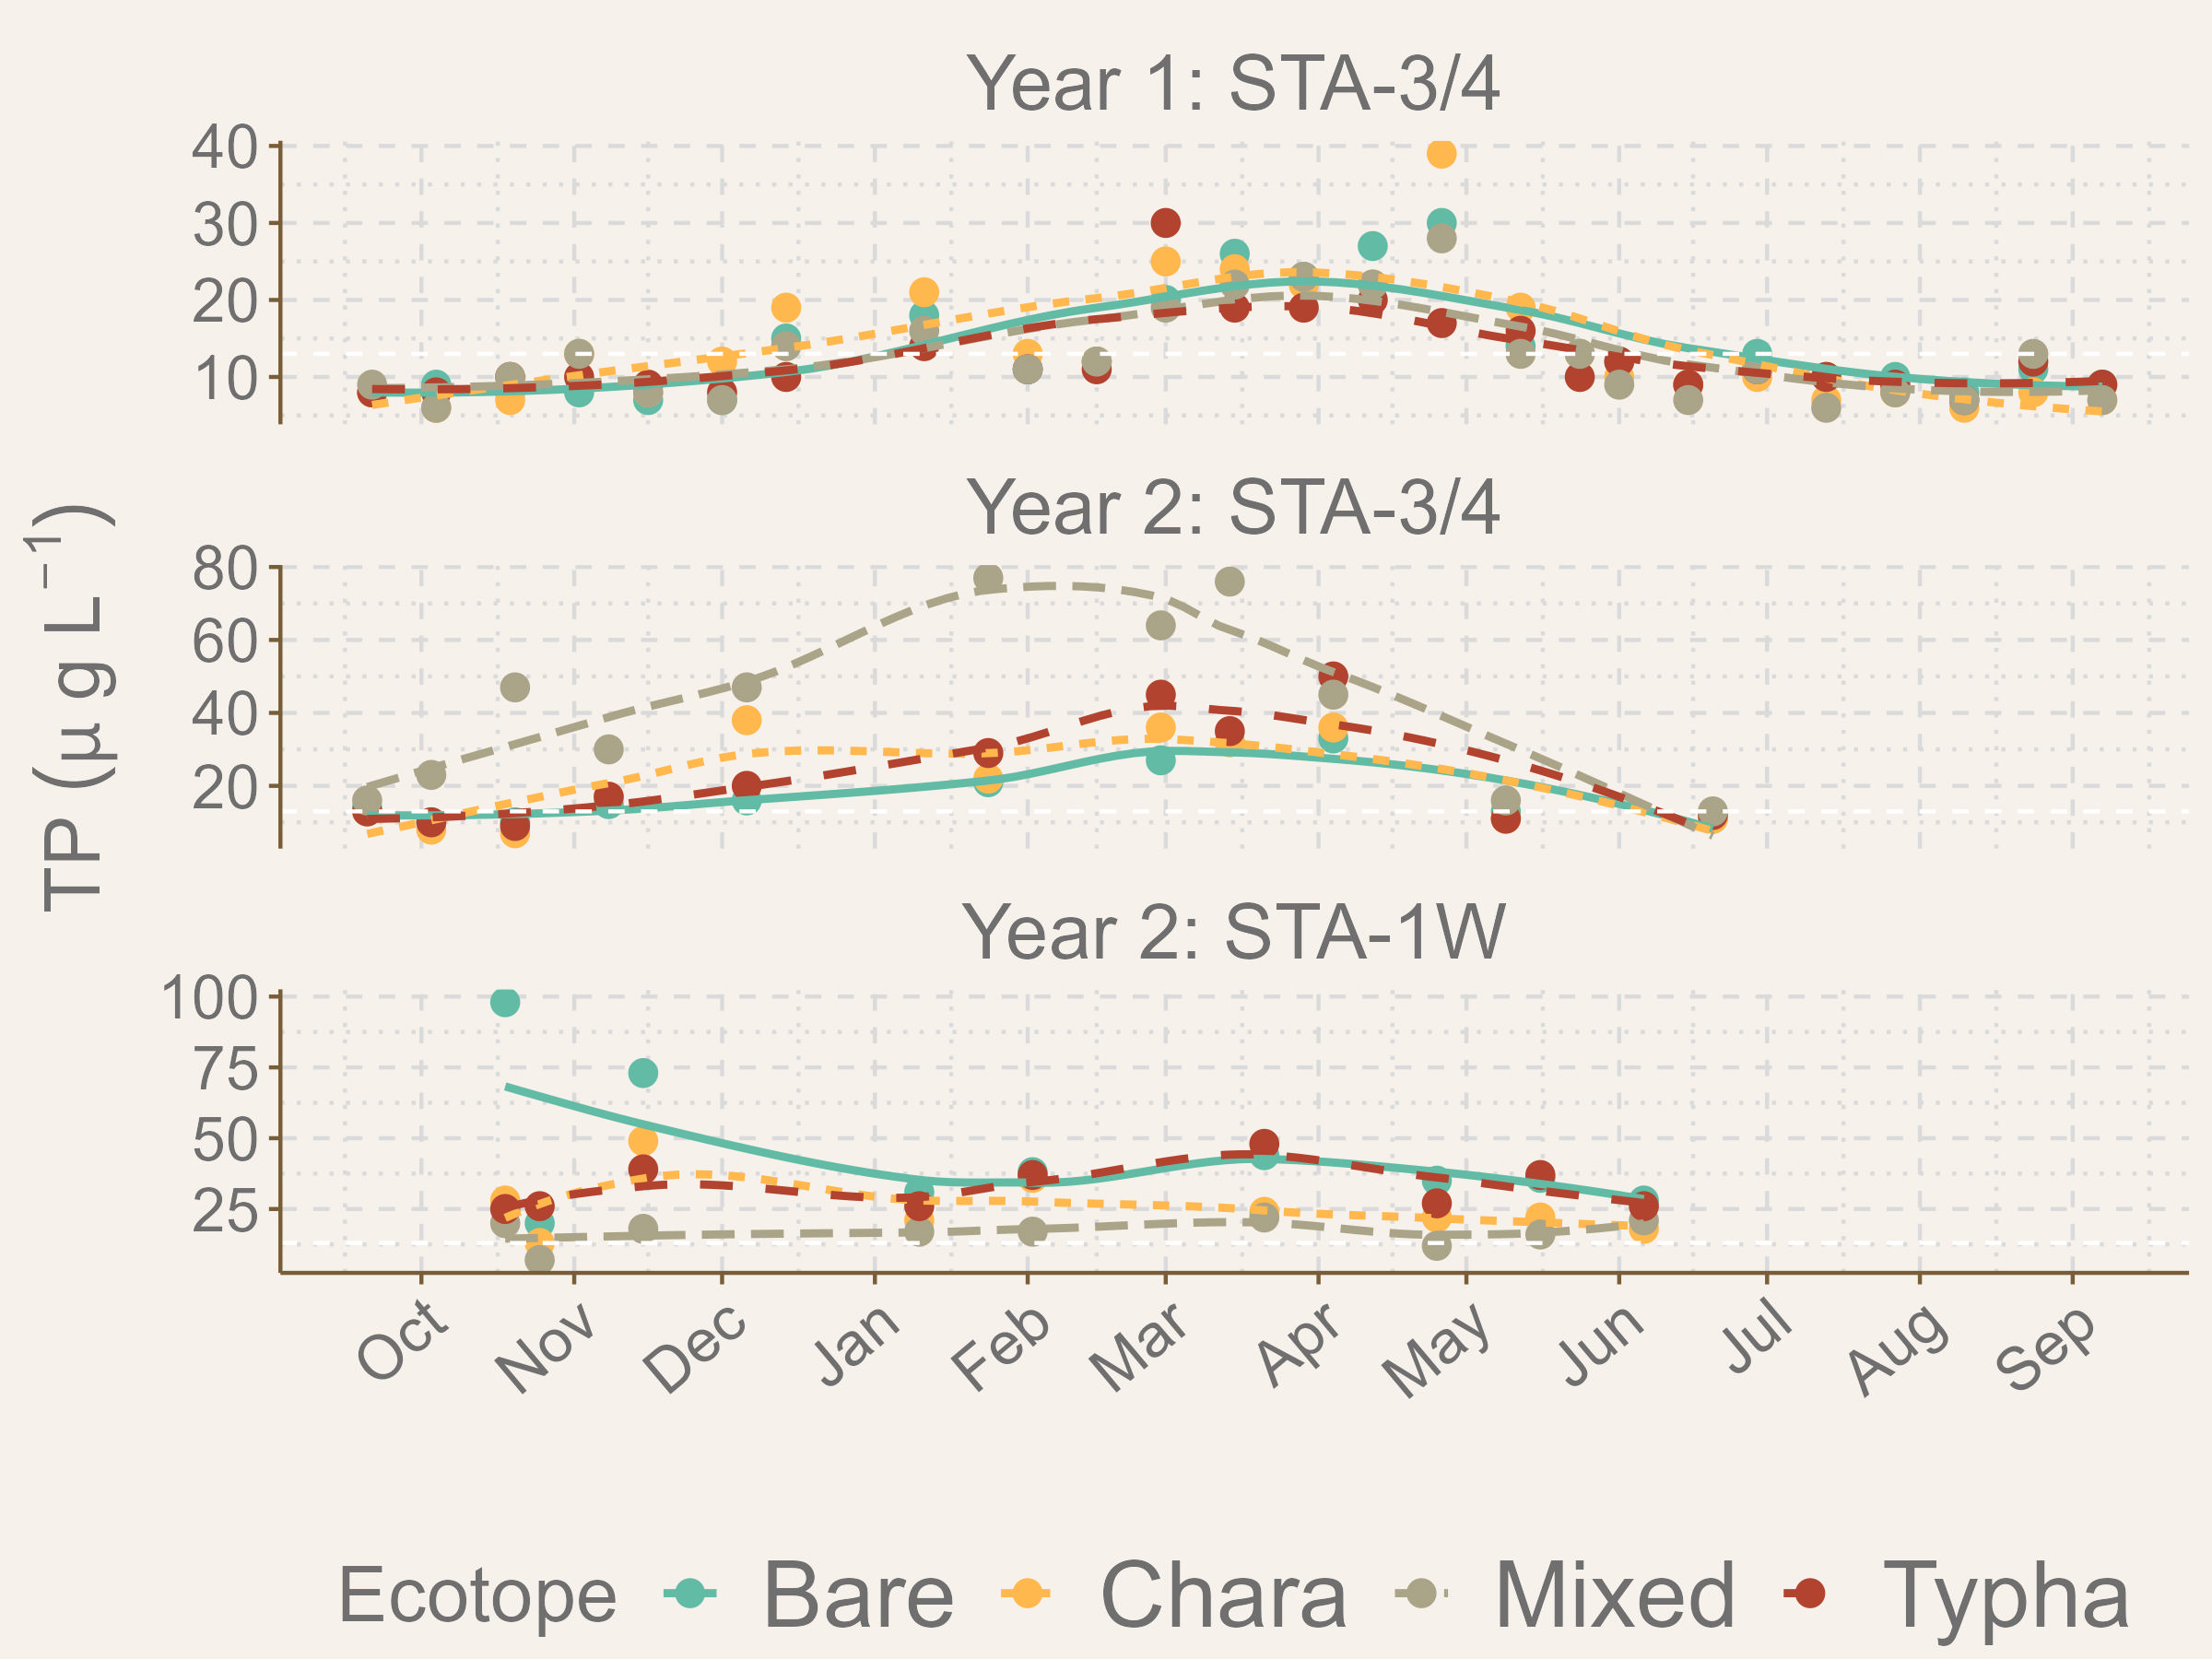 Year 1: STA-3/4
40
30
20
10
Year 2: STA-3/4
80
60
40
20
TP (μ g L⁻¹)
Year 2: STA-1W
100
75
50
25
Oct Nov Dec Jan Feb Mar Apr May Jun Jul Aug Sep
Ecotope Bare Chara Mixed Typha